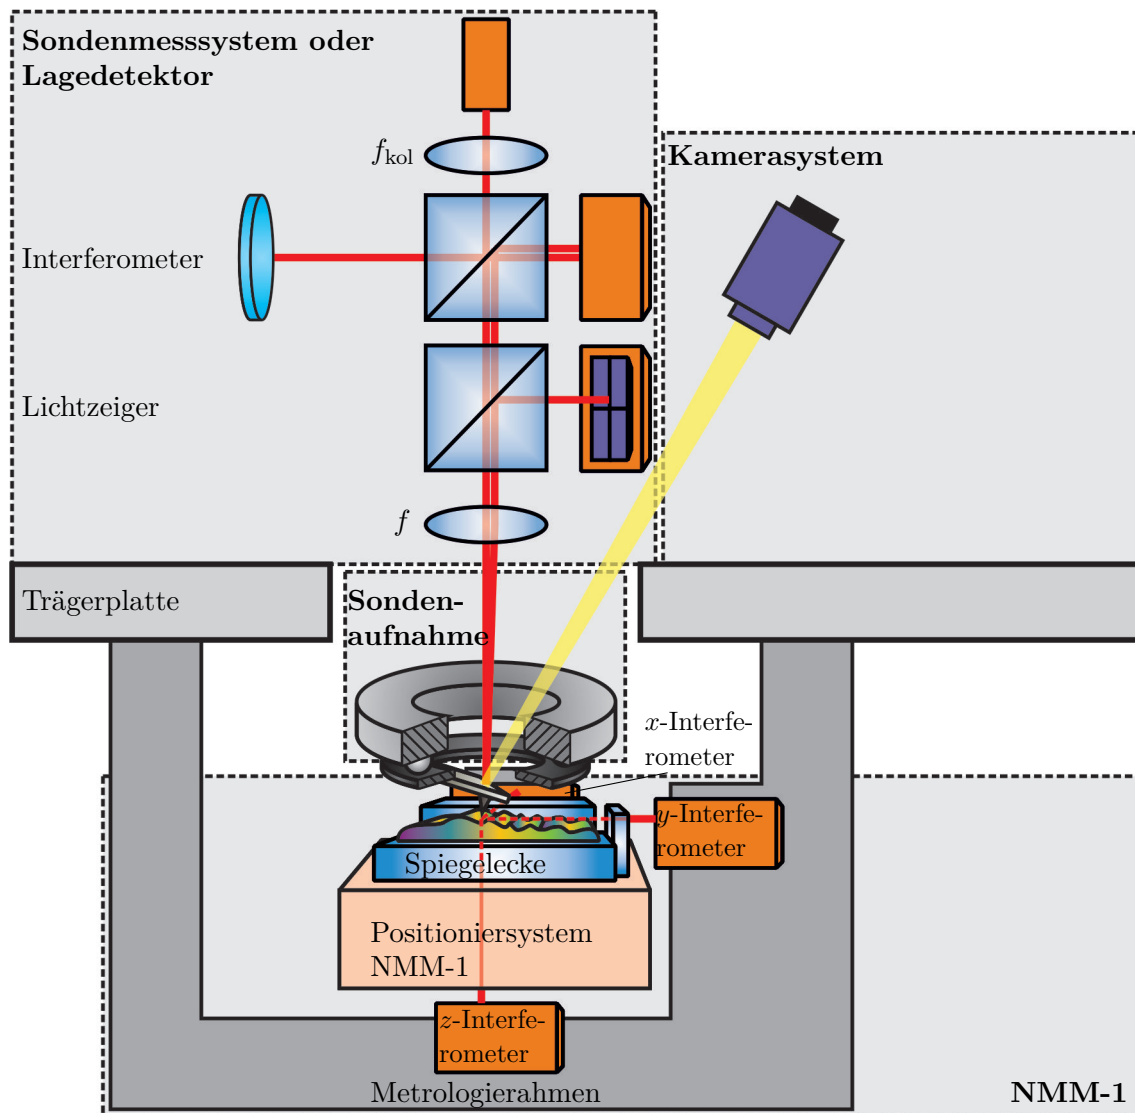 Sondenmesssystem oder
Lagedetektor
f_kol
Kamerasystem
Interferometer
Lichtzeiger
f
Trägerplatte
Sonden-
aufnahme
x-Interfe-
rometer
y-Interfe-
rometer
Spiegelecke
Positioniersystem
NMM-1
z-Interfe-
rometer
Metrologierahmen
NMM-1